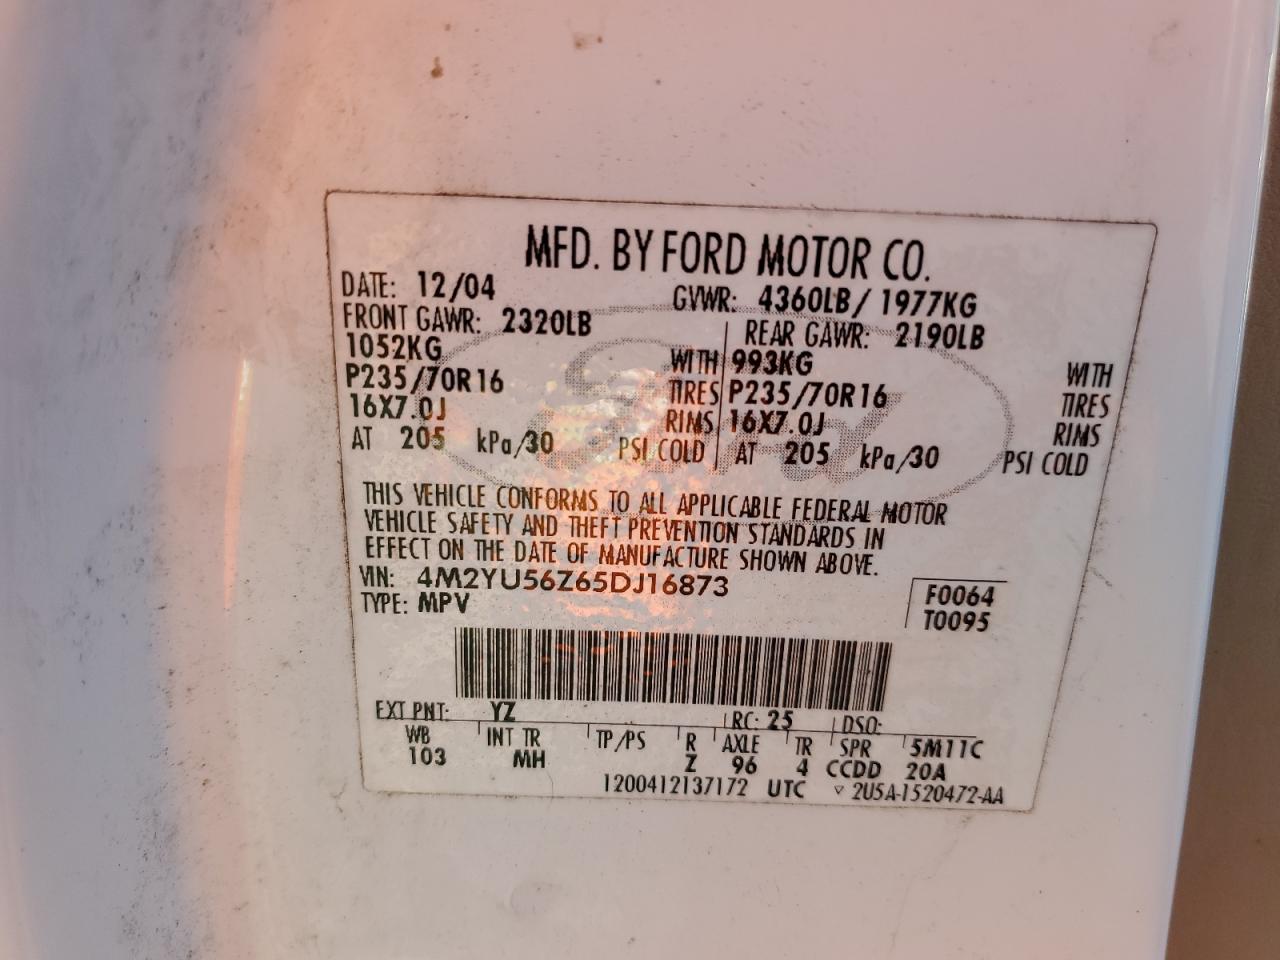 MFD. BY FORD MOTOR CO.
DATE: 12/04 GVWR: 4360LB/ 1977KG
FRONT GAWR: 2320LB REAR GAWR: 2190LB
1052KG WITH 993KG WITH
P235/70R16 TIRES P235/70R16 TIRES
16X7.0J RIMS 16X7.0J RIMS
AT 205 kPa/30 PSI COLD AT 205 kPa/30 PSI COLD
THIS VEHICLE CONFORMS TO ALL APPLICABLE FEDERAL MOTOR
VEHICLE SAFETY AND THEFT PREVENTION STANDARDS IN
EFFECT ON THE DATE OF MANUFACTURE SHOWN ABOVE.
VIN: 4M2YU56Z65DJ16873
TYPE: MPV
F0064
T0095
EXT PNT: YZ RC: 25 DSO:
WB INT TR TP/PS R AXLE TR SPR 5M11C
103 MH Z 96 4 CCDD 20A
1200412137172 UTC ▽ 2U5A-1520472-AA